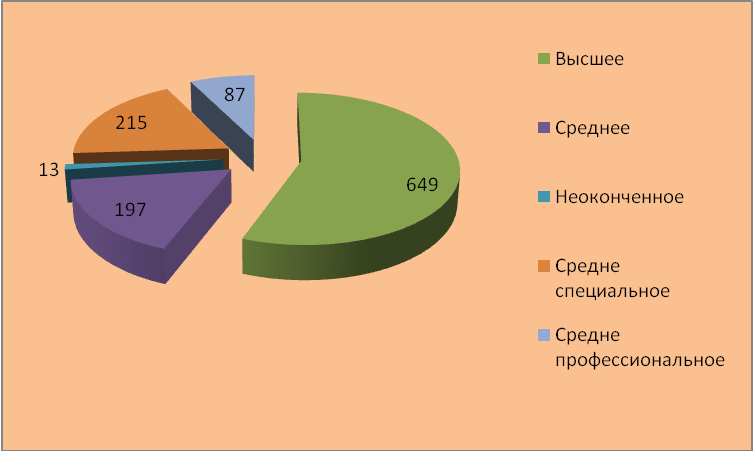 87
215
13
649
197
Высшее
Среднее
Неоконченное
Средне
специальное
Средне
профессиональное